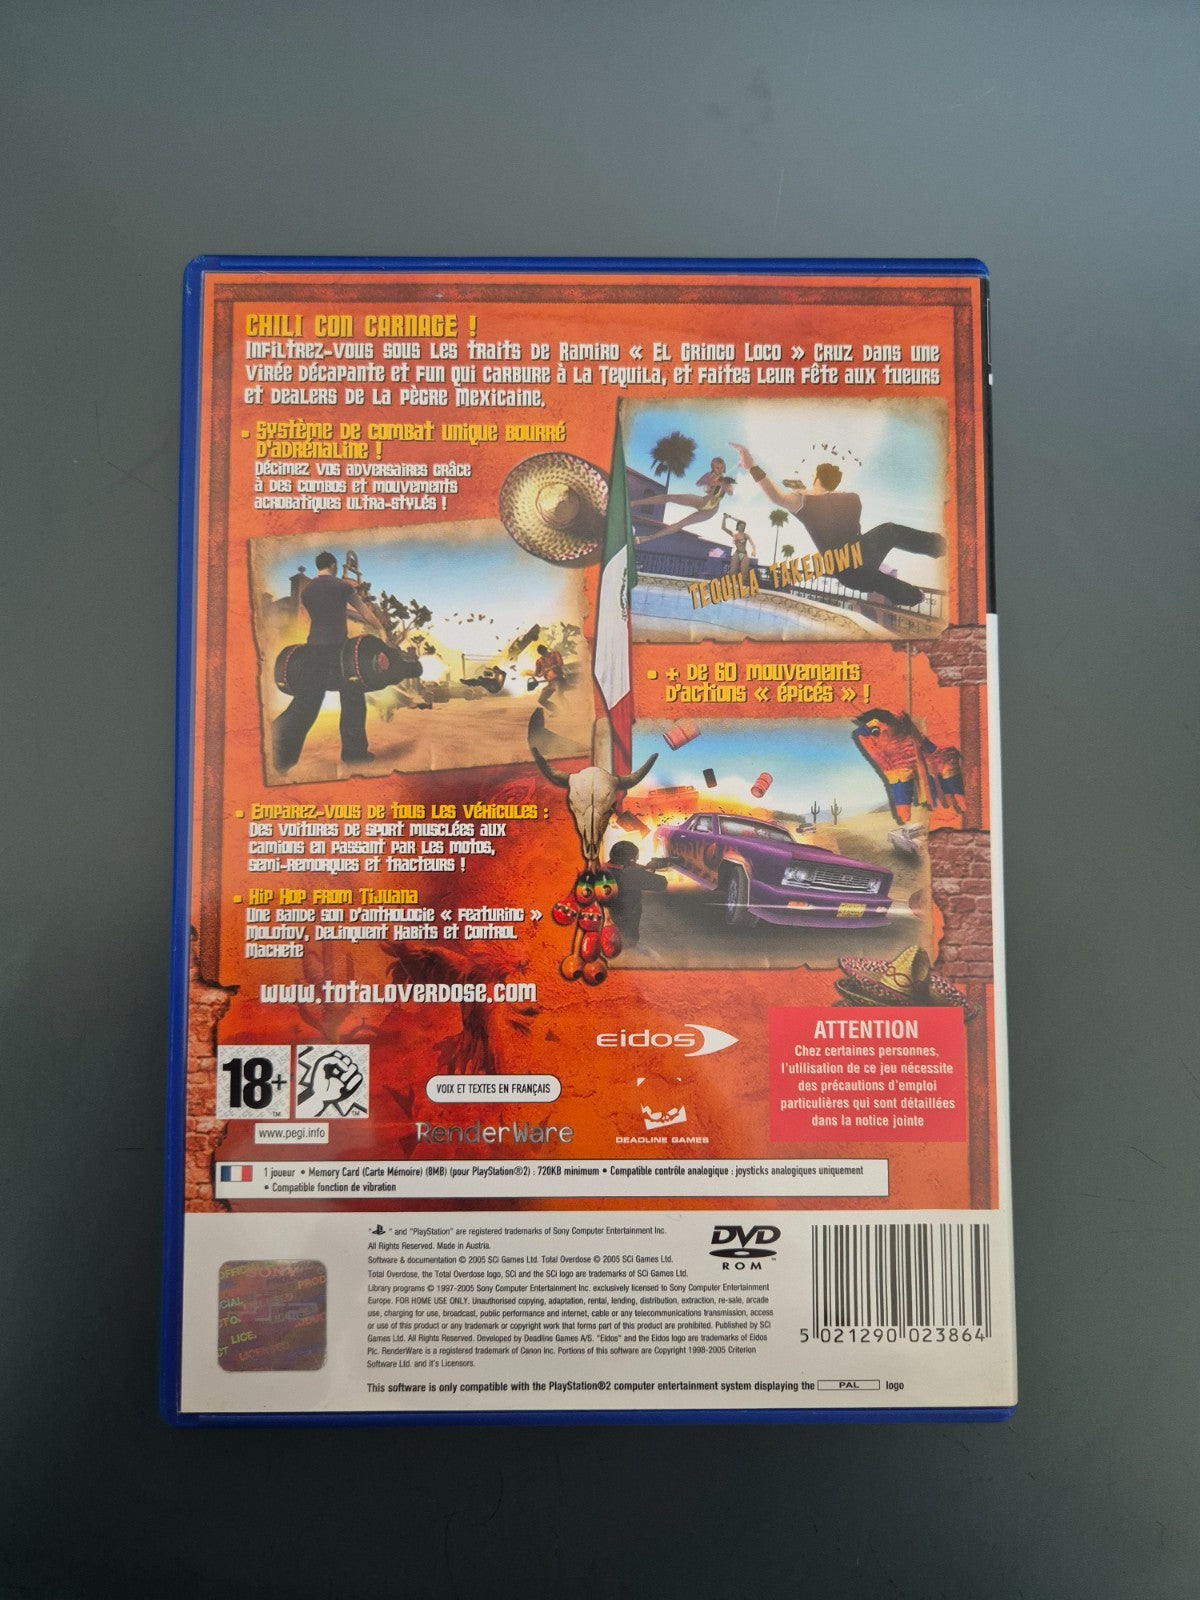 CHILI CON CARNAGE !
INFILTREZ-VOUS SOUS LES TRAITS DE RAMIRO « EL GRINGO LOCO » CRUZ DANS UNE
VIRÉE DÉCAPANTE ET FUN QUI CARBURE À LA TEQUILA, ET FAITES LEUR FÊTE AUX TUEURS
ET DEALERS DE LA PÈGRE MEXICAINE.
• SYSTÈME DE COMBAT UNIQUE BOURRÉ
D'ADRÉNALINE !
DÉCIMEZ VOS ADVERSAIRES GRÂCE
À DES COMBOS ET MOUVEMENTS
ACROBATIQUES ULTRA-STYLÉS !
TEQUILA TAKEDOWN
• + DE 60 MOUVEMENTS
D'ACTIONS « ÉPICÉS » !
• EMPAREZ-VOUS DE TOUS LES VÉHICULES :
DES VOITURES DE SPORT MUSCLÉES AUX
CAMIONS EN PASSANT PAR LES MOTOS,
SEMI-REMORQUES ET TRACTEURS !
• HIP HOP FROM TIJUANA
UNE BANDE SON D'ANTHOLOGIE « FEATURING »
MOLOTOV, DELINQUENT HABITS ET CONTROL
MACHETE
www.totaloverdose.com
eidos
ATTENTION
Chez certaines personnes,
l'utilisation de ce jeu nécessite
des précautions d'emploi
particulières qui sont détaillées
dans la notice jointe
18+
www.pegi.info
VOIX ET TEXTES EN FRANÇAIS
RenderWare
DEADLINE GAMES
1 joueur • Memory Card (Carte Mémoire) (8MB) (pour PlayStation®2) : 720KB minimum • Compatible contrôle analogique : joysticks analogiques uniquement
• Compatible fonction de vibration
" " and "PlayStation" are registered trademarks of Sony Computer Entertainment Inc.
All Rights Reserved. Made in Austria.
Software & documentation © 2005 SCi Games Ltd. Total Overdose © 2005 SCi Games Ltd.
Total Overdose, the Total Overdose logo, SCi and the SCi logo are trademarks of SCi Games Ltd.
Library programs © 1997-2005 Sony Computer Entertainment Inc. exclusively licensed to Sony Computer Entertainment
Europe. FOR HOME USE ONLY. Unauthorised copying, adaptation, rental, lending, distribution, extraction, re-sale, arcade
use, charging for use, broadcast, public performance and internet, cable or any telecommunications transmission, access
or use of this product or any trademark or copyright work that forms part of this product are prohibited. Published by SCi
Games Ltd. All Rights Reserved. Developed by Deadline Games A/S. "Eidos" and the Eidos logo are trademarks of Eidos
Plc. RenderWare is a registered trademark of Canon Inc. Portions of this software are Copyright 1998-2005 Criterion
Software Ltd. and it's Licensors.
This software is only compatible with the PlayStation®2 computer entertainment system displaying the PAL logo
DVD
ROM
5 021290 023864
SONY